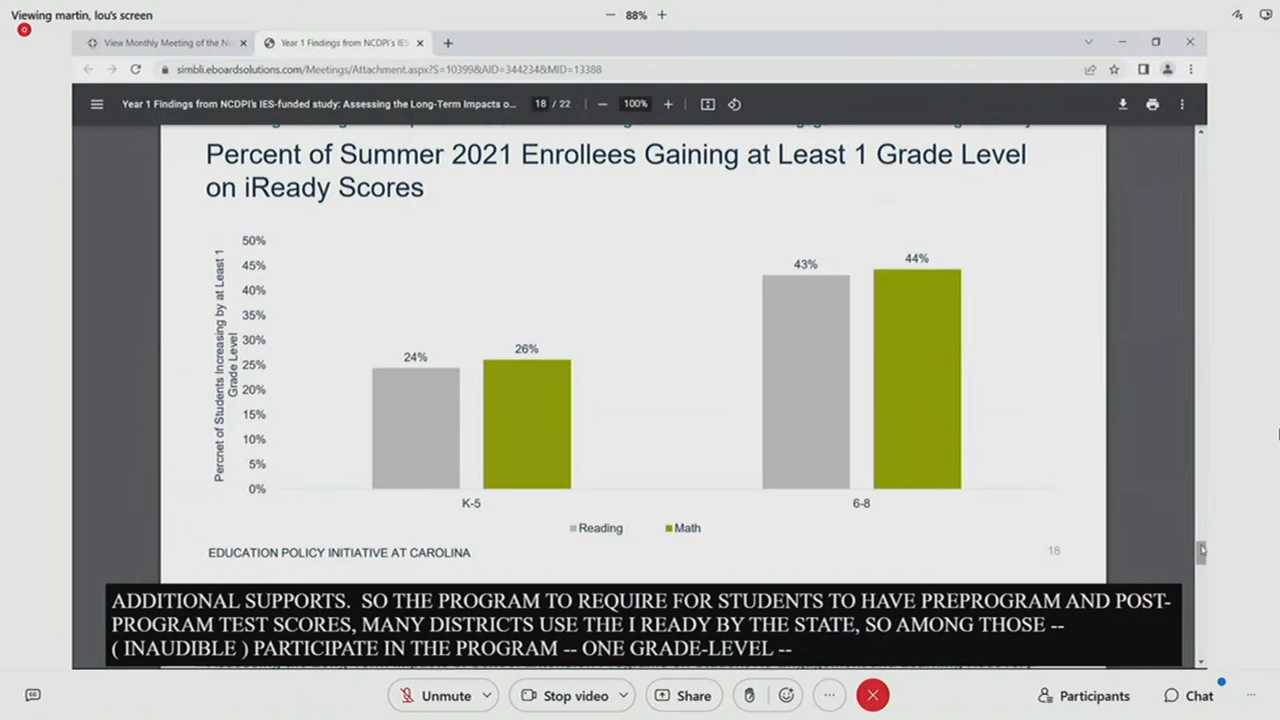 Viewing martin, lou's screen
88%
View Monthly Meeting of the No
Year 1 Findings from NCDPI's IES
simbli.eboardsolutions.com/Meetings/Attachment.aspx?S=10399&AID=344234&MID=13388
Year 1 Findings from NCDPI's IES-funded study: Assessing the Long-Term Impacts o...
18 / 22
100%
Percent of Summer 2021 Enrollees Gaining at Least 1 Grade Level
on iReady Scores
Percnet of Students Increasing by at Least 1
Grade Level
50%
45%
40%
35%
30%
25%
20%
15%
10%
5%
0%
24%
26%
43%
44%
K-5
6-8
Reading
Math
EDUCATION POLICY INITIATIVE AT CAROLINA
18
ADDITIONAL SUPPORTS. SO THE PROGRAM TO REQUIRE FOR STUDENTS TO HAVE PREPROGRAM AND POST-
PROGRAM TEST SCORES, MANY DISTRICTS USE THE I READY BY THE STATE, SO AMONG THOSE --
( INAUDIBLE ) PARTICIPATE IN THE PROGRAM -- ONE GRADE-LEVEL --
Unmute
Stop video
Share
Participants
Chat